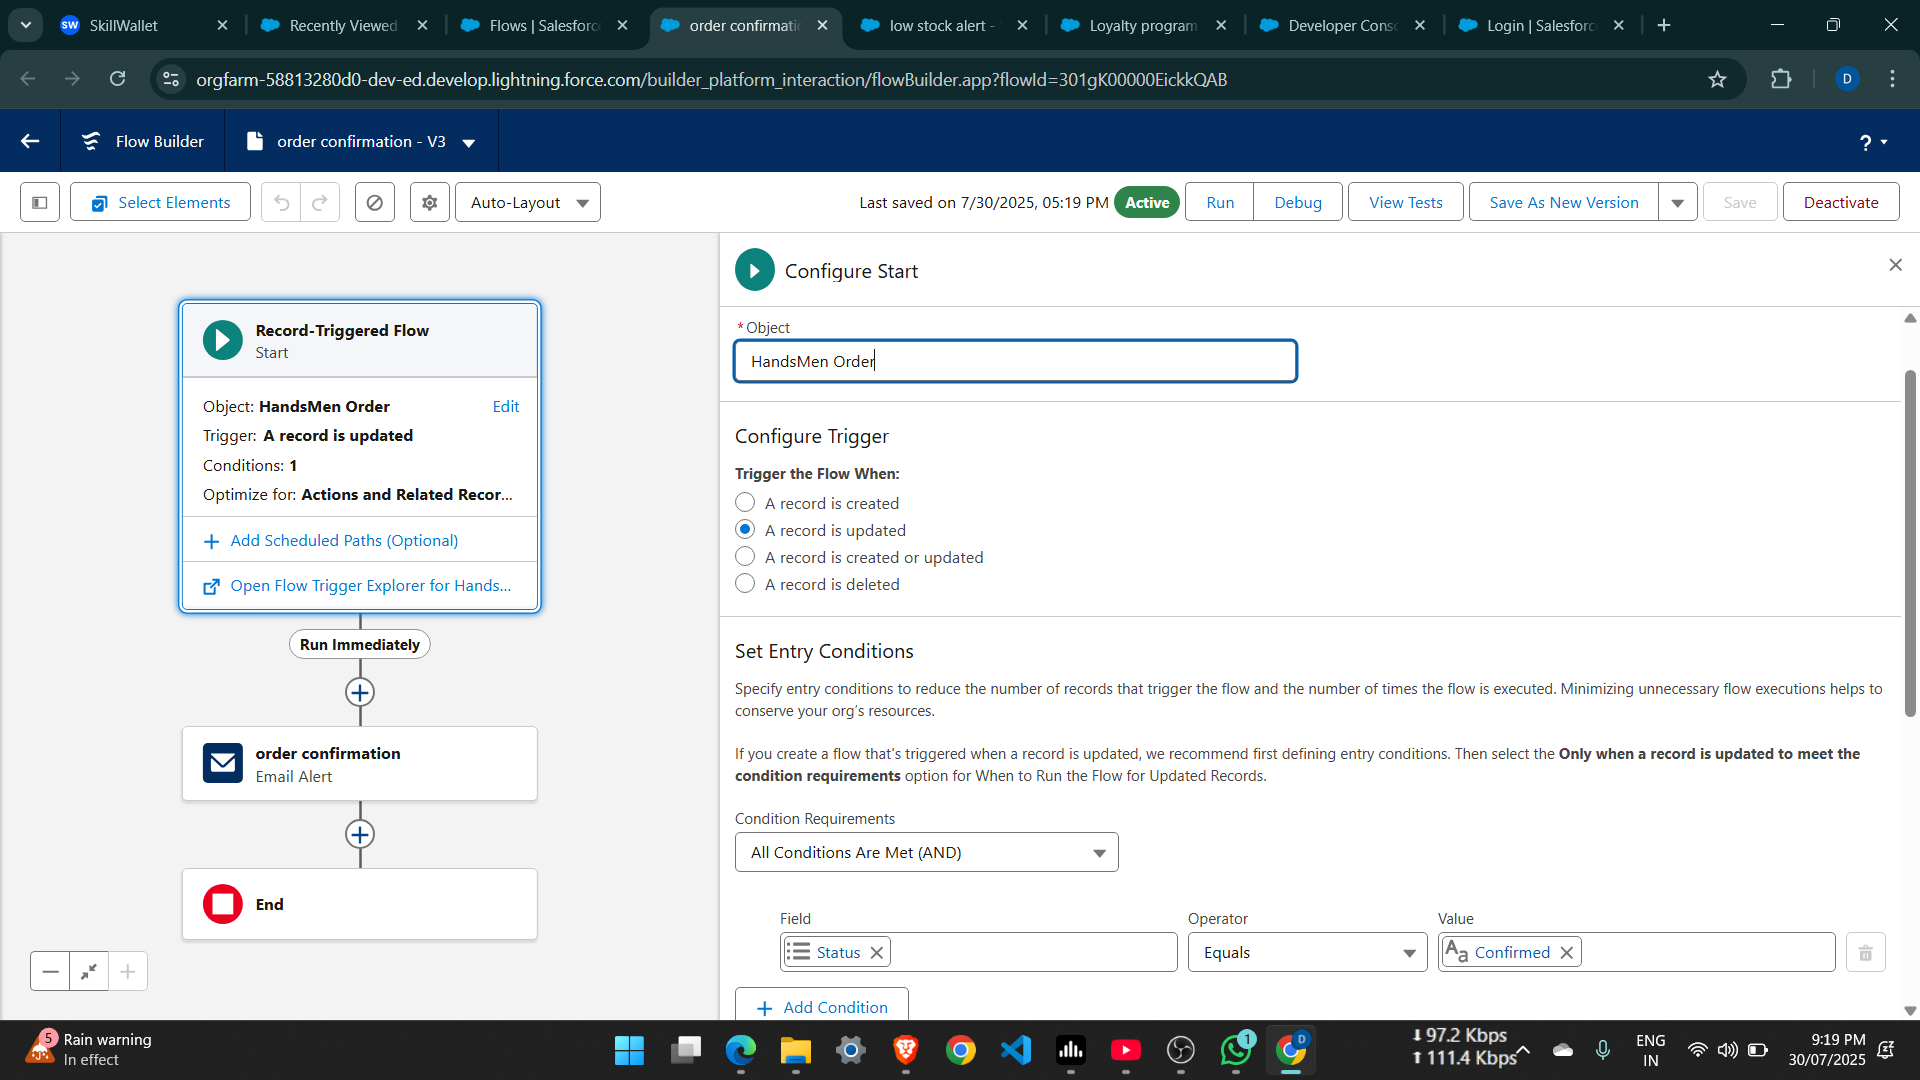 SkillWallet
Recently Viewed
Flows | Salesforc
order confirmatio
low stock alert -
Loyalty program
Developer Cons
Login | Salesforc
orgfarm-58813280d0-dev-ed.develop.lightning.force.com/builder_platform_interaction/flowBuilder.app?flowId=301gK00000EickkQAB
D
Flow Builder
order confirmation - V3
?
Select Elements
Auto-Layout
Last saved on 7/30/2025, 05:19 PM
Active
Run
Debug
View Tests
Save As New Version
Save
Deactivate
Record-Triggered Flow
Start
Object: HandsMen Order
Edit
Trigger: A record is updated
Conditions: 1
Optimize for: Actions and Related Recor...
Add Scheduled Paths (Optional)
Open Flow Trigger Explorer for Hands...
Run Immediately
order confirmation
Email Alert
End
Configure Start
*Object
HandsMen Order
Configure Trigger
Trigger the Flow When:
A record is created
A record is updated
A record is created or updated
A record is deleted
Set Entry Conditions
Specify entry conditions to reduce the number of records that trigger the flow and the number of times the flow is executed. Minimizing unnecessary flow executions helps to
conserve your org's resources.
If you create a flow that's triggered when a record is updated, we recommend first defining entry conditions. Then select the Only when a record is updated to meet the
condition requirements option for When to Run the Flow for Updated Records.
Condition Requirements
All Conditions Are Met (AND)
Field
Operator
Value
Status
Equals
Aa Confirmed
Add Condition
5
Rain warning
In effect
1
D
97.2 Kbps
111.4 Kbps
ENG
IN
9:19 PM
30/07/2025